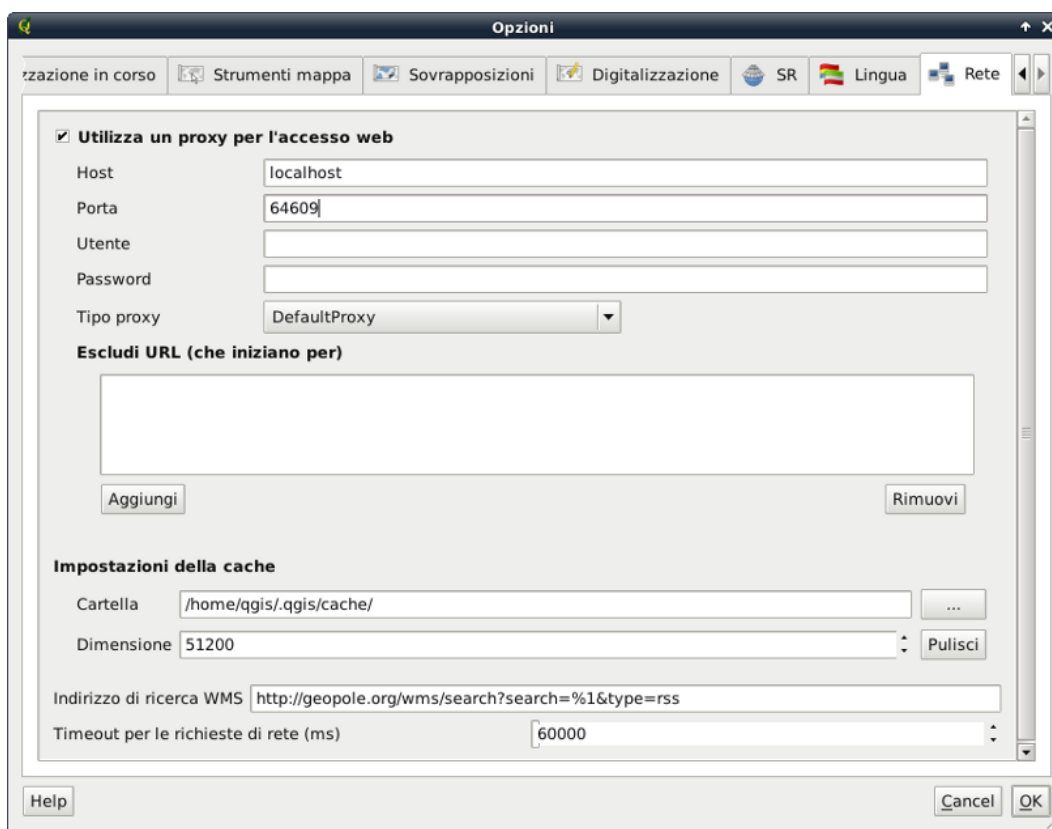 Opzioni
zzazione in corso Strumenti mappa Sovrapposizioni Digitalizzazione SR Lingua Rete
Utilizza un proxy per l'accesso web
Host localhost
Porta 64609
Utente
Password
Tipo proxy DefaultProxy
Escludi URL (che iniziano per)
Aggiungi Rimuovi
Impostazioni della cache
Cartella /home/qgis/.qgis/cache/ ...
Dimensione 51200 Pulisci
Indirizzo di ricerca WMS http://geopole.org/wms/search?search=%1&type=rss
Timeout per le richieste di rete (ms) 60000
Help Cancel OK